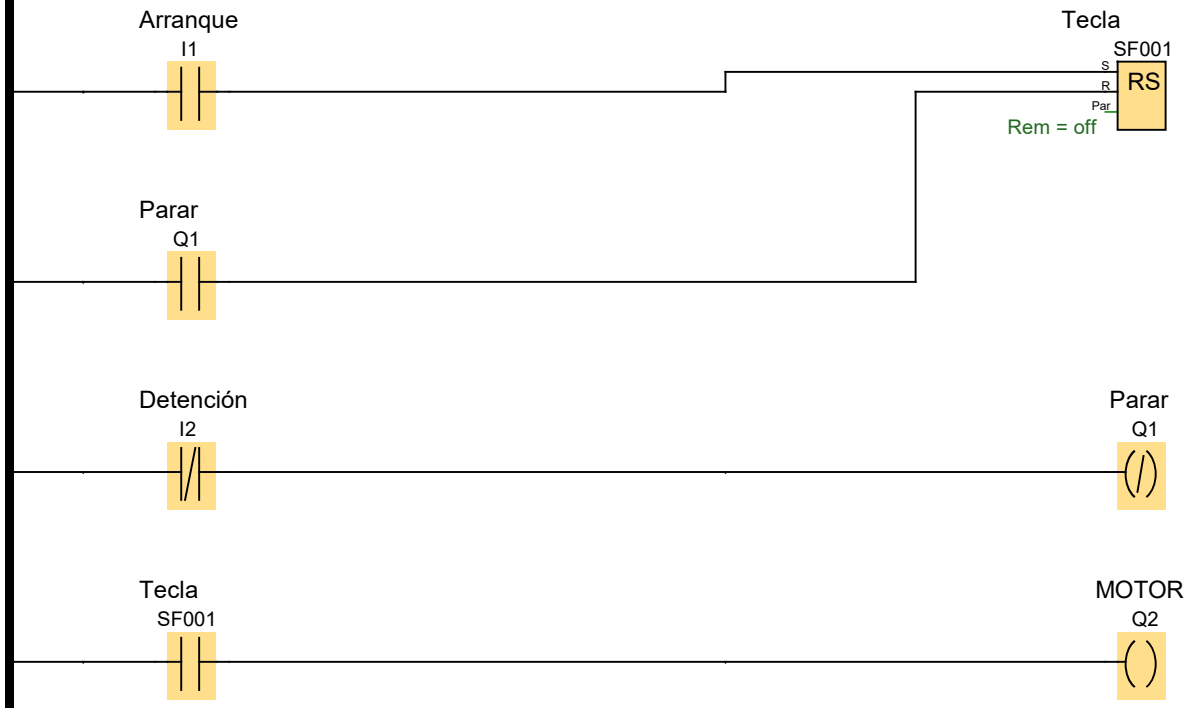 Arranque
I1
Tecla
SF001
S
R
Par
RS
Rem = off
Parar
Q1
Detención
I2
Parar
Q1
Tecla
SF001
MOTOR
Q2